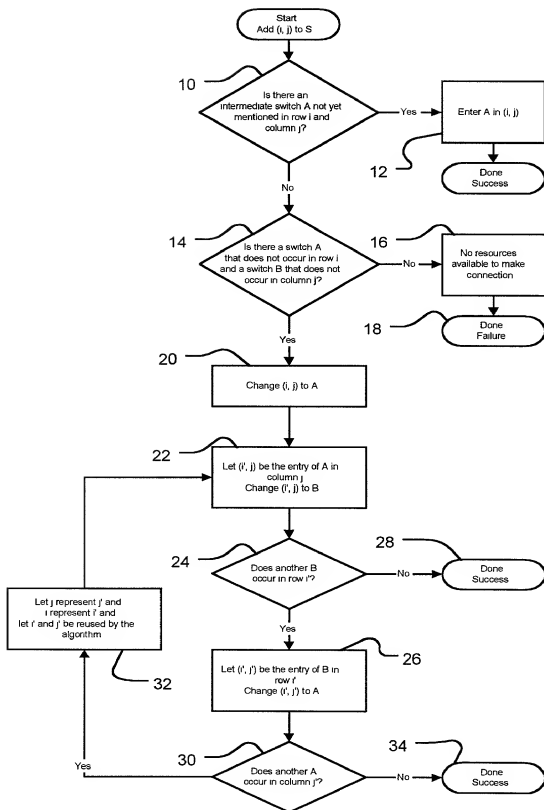 Start
Add (i, j) to S
10
Is there an
intermediate switch A not yet
mentioned in row i and
column j?
Yes
Enter A in (i, j)
12
Done
Success
No
14
Is there a switch A
that does not occur in row i
and a switch B that does not
occur in column j?
No
16
No resources
available to make
connection
18
Done
Failure
Yes
20
Change (i, j) to A
22
Let (i', j) be the entry of A in
column j
Change (i', j) to B
24
Does another B
occur in row i'?
No
28
Done
Success
Let j represent j' and
i represent i' and
let i' and j' be reused by the
algorithm
32
Yes
Let (i', j') be the entry of B in
row i'
Change (i', j') to A
26
Yes
30
Does another A
occur in column j'?
No
34
Done
Success